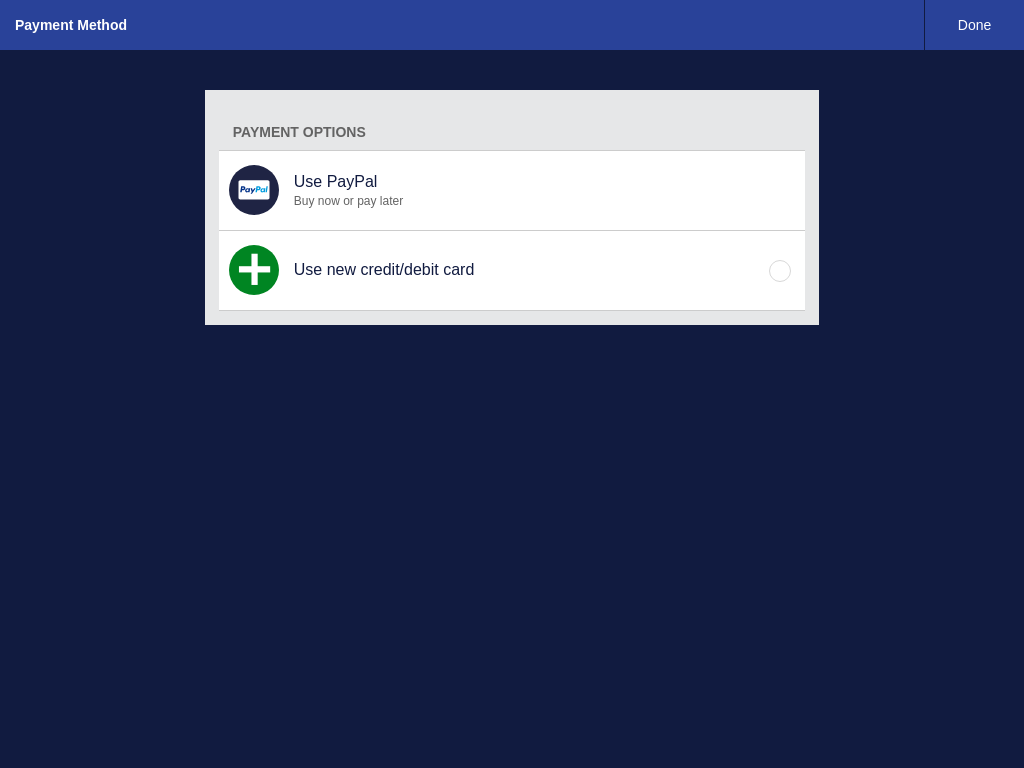 Payment Method
Done
PAYMENT OPTIONS
PayPal
Use PayPal
Buy now or pay later
Use new credit/debit card